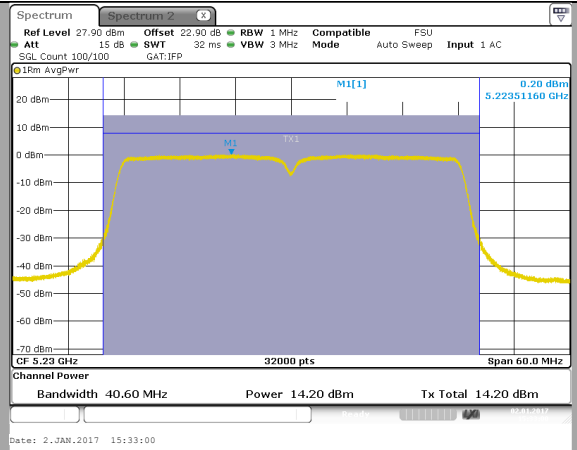 Spectrum Spectrum 2 X
Ref Level 27.90 dBm Offset 22.90 dB RBW 1 MHz Compatible FSU
Att 15 dB SWT 32 ms VBW 3 MHz Mode Auto Sweep Input 1 AC
SGL Count 100/100 GAT:IFP
1Rm AvgPwr
M1[1] 0.20 dBm
5.22351160 GHz
20 dBm
10 dBm
TX1
M1
0 dBm
-10 dBm
-20 dBm
-30 dBm
-40 dBm
-50 dBm
-60 dBm
-70 dBm
CF 5.23 GHz 32000 pts Span 60.0 MHz
Channel Power
Bandwidth 40.60 MHz Power 14.20 dBm Tx Total 14.20 dBm
Ready 02.01.2017
Date: 2.JAN.2017 15:33:00